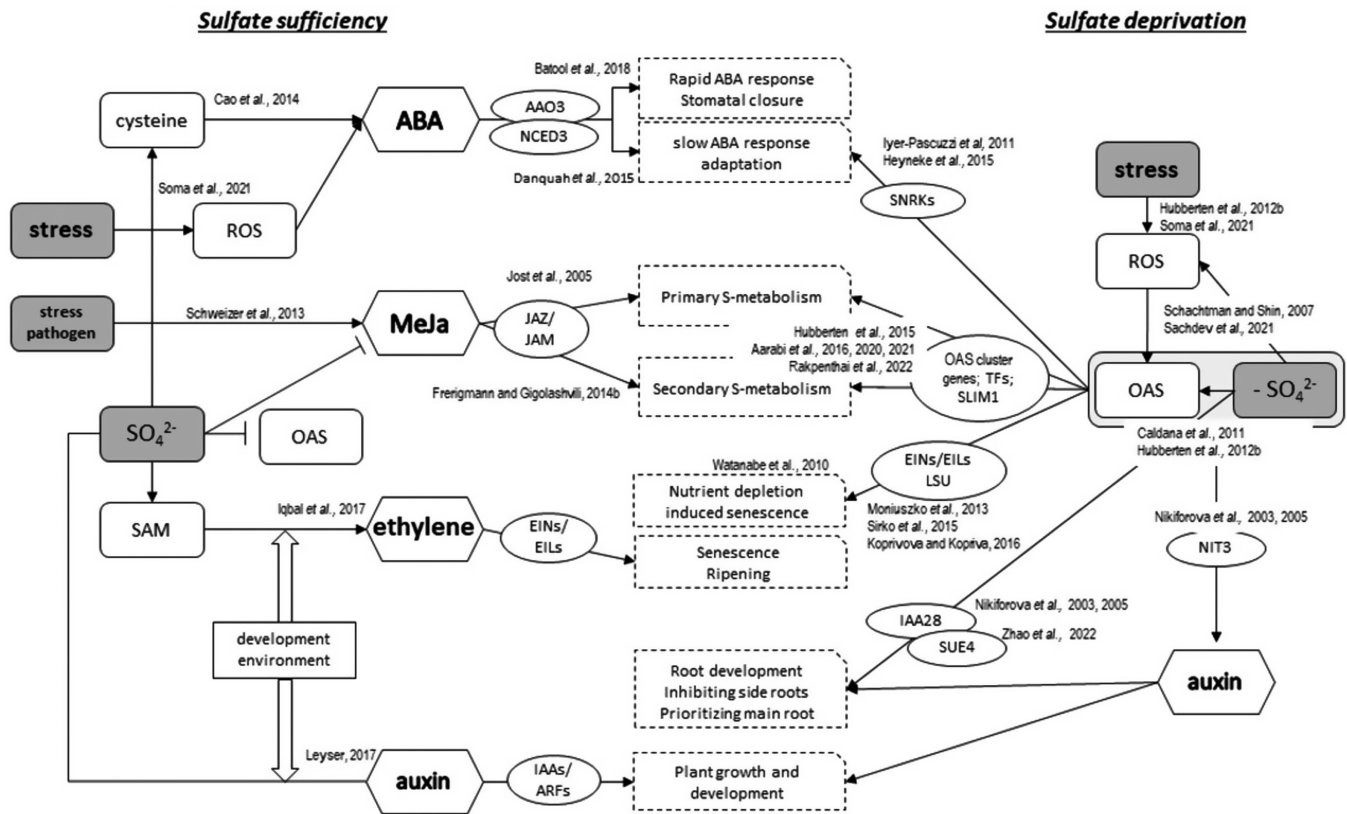 Sulfate sufficiency
Sulfate deprivation
Batool et al., 2018
Cao et al., 2014
cysteine
ABA
AAO3
NCED3
Rapid ABA response
Stomatal closure
slow ABA response
adaptation
Danquah et al., 2015
Iyer-Pascuzzi et al, 2011
Heyneke et al., 2015
SNRKs
stress
Hubberten et al., 2012b
Soma et al., 2021
ROS
Soma et al., 2021
stress
ROS
Schachtman and Shin, 2007
Sachdev et al., 2021
stress
pathogen
Schweizer et al., 2013
MeJa
Jost et al., 2005
JAZ/
JAM
Primary S-metabolism
Hubberten et al., 2015
Aarabi et al., 2016, 2020, 2021
Rakpenthai et al., 2022
Secondary S-metabolism
Frerigmann and Gigolashvili, 2014b
OAS cluster
genes; TFs;
SLIM1
OAS
- SO₄²⁻
Caldana et al., 2011
Hubberten et al., 2012b
SO₄²⁻
OAS
SAM
Iqbal et al., 2017
ethylene
EINs/
EILs
Watanabe et al., 2010
Nutrient depletion
induced senescence
Senescence
Ripening
EINs/EILs
LSU
Moniuszko et al., 2013
Sirko et al., 2015
Koprivova and Kopriva, 2016
Nikiforova et al., 2003, 2005
NIT3
development
environment
IAA28
SUE4
Nikiforova et al., 2003, 2005
Zhao et al., 2022
Root development
Inhibiting side roots
Prioritizing main root
auxin
Leyser, 2017
auxin
IAAs/
ARFs
Plant growth and
development